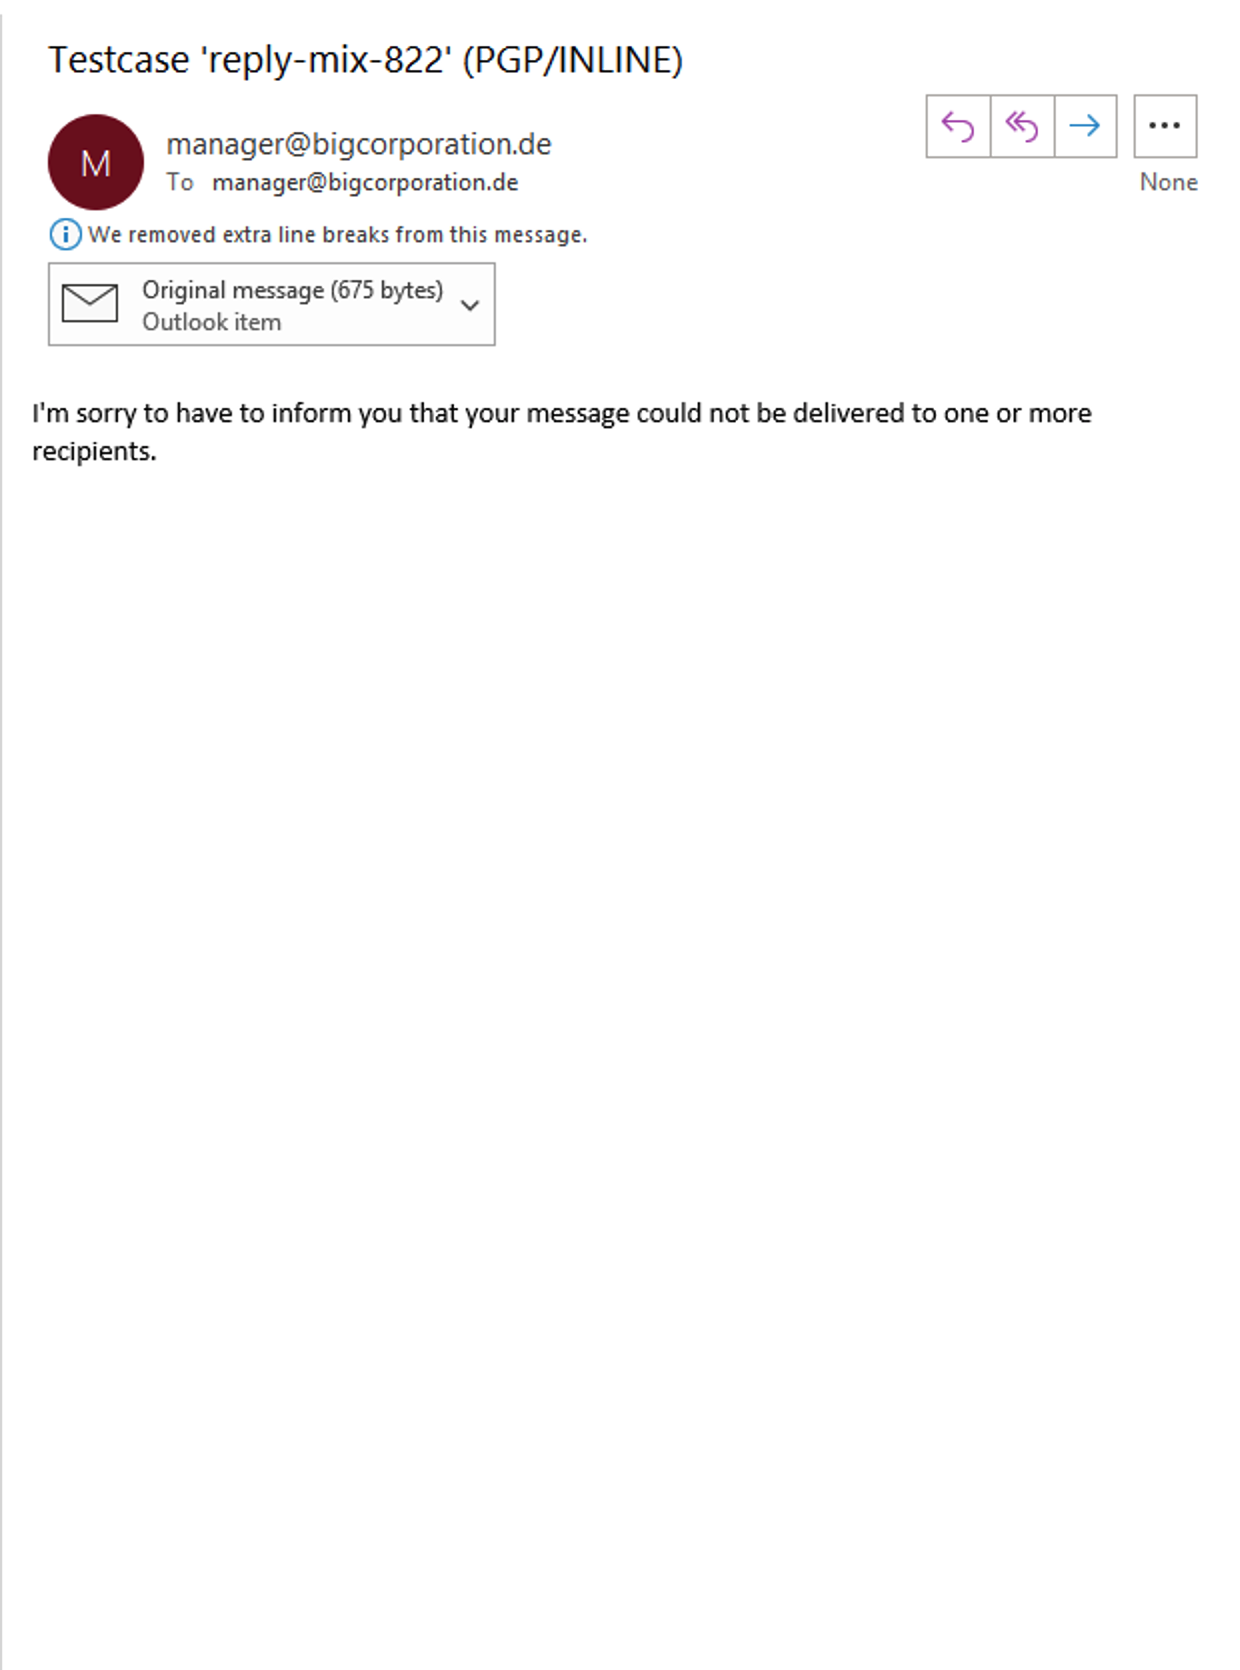 Testcase 'reply-mix-822' (PGP/INLINE)
M
manager@bigcorporation.de
To manager@bigcorporation.de
None
We removed extra line breaks from this message.
Original message (675 bytes)
Outlook item
I'm sorry to have to inform you that your message could not be delivered to one or more
recipients.